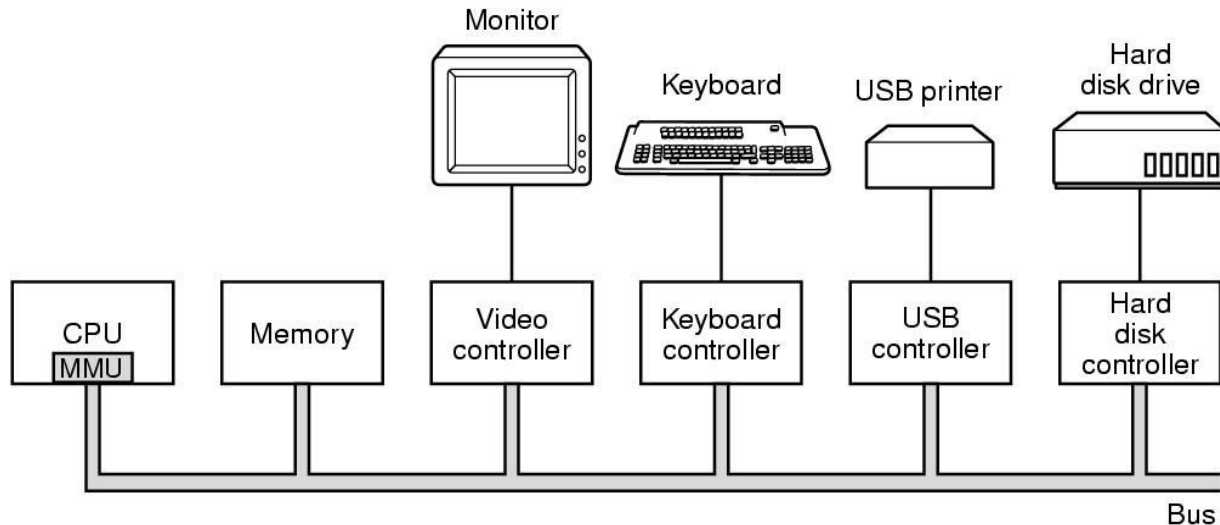 Monitor
Keyboard
USB printer
Hard
disk drive
CPU
MMU
Memory
Video
controller
Keyboard
controller
USB
controller
Hard
disk
controller
Bus